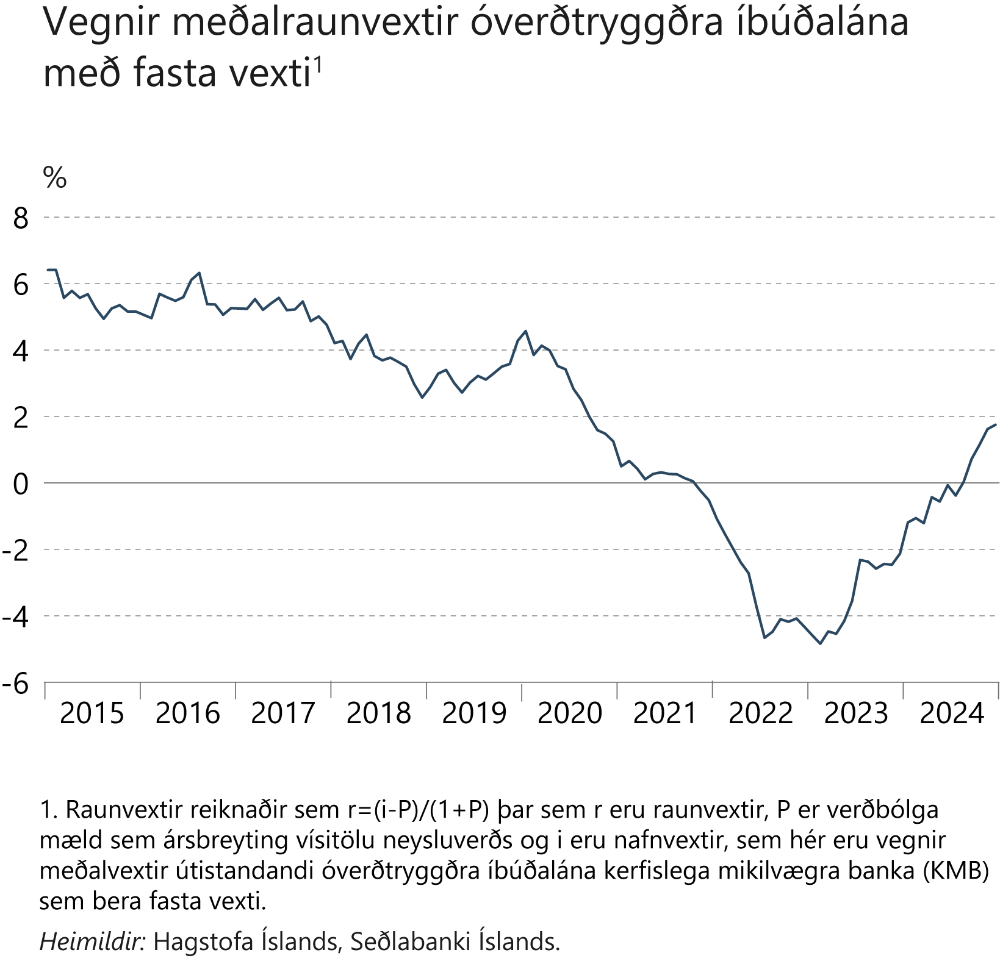 Vegnir meðalraunvextir óverðtryggðra íbúðalána
með fasta vexti¹
%
8
6
4
2
0
-2
-4
-6
2015 2016 2017 2018 2019 2020 2021 2022 2023 2024
1. Raunvextir reiknaðir sem r=(i-P)/(1+P) þar sem r eru raunvextir, P er verðbólga
mæld sem ársbreyting vísitölu neysluverðs og i eru nafnvextir, sem hér eru vegnir
meðalvextir útistandandi óverðtryggðra íbúðalána kerfislega mikilvægra banka (KMB)
sem bera fasta vexti.
Heimildir: Hagstofa Íslands, Seðlabanki Íslands.